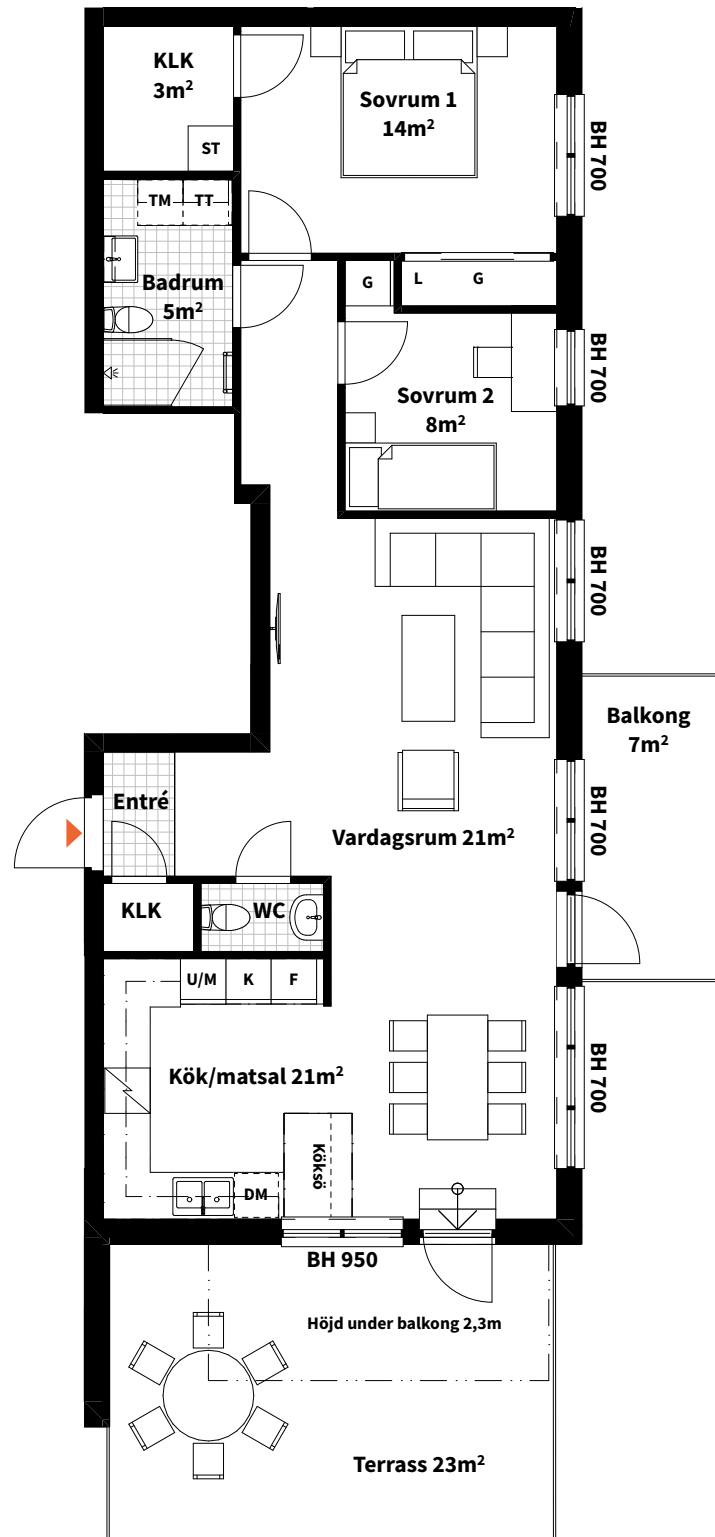 KLK
3m²
Sovrum 1
14m²
BH 700
ST
TM
TT
Badrum
5m²
G
L
G
Sovrum 2
8m²
BH 700
BH 700
Balkong
7m²
Entré
BH 700
Vardagsrum 21m²
KLK
WC
U/M
K
F
Kök/matsal 21m²
BH 700
Köksö
DM
BH 950
Höjd under balkong 2,3m
Terrass 23m²